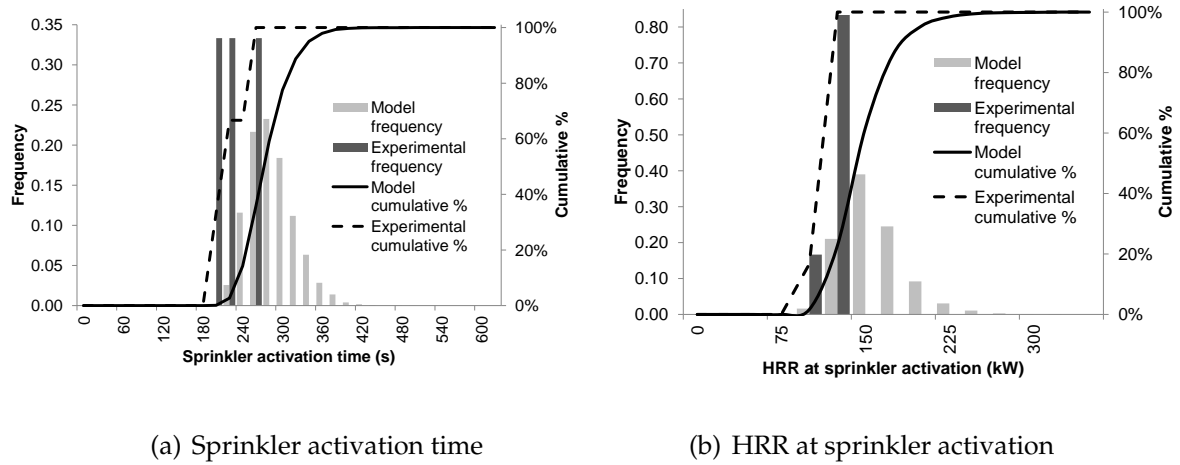 0.35
0.30
0.25
0.20
0.15
0.10
0.05
0.00
Frequency
100%
80%
60%
40%
20%
0%
Cumulative %
Model
frequency
Experimental
frequency
Model
cumulative %
Experimental
cumulative %
0
60
120
180
240
300
360
420
480
540
600
Sprinkler activation time (s)
0.80
0.70
0.60
0.50
0.40
0.30
0.20
0.10
0.00
Frequency
100%
80%
60%
40%
20%
0%
Cumulative %
Model
frequency
Experimental
frequency
Model
cumulative %
Experimental
cumulative %
0
75
150
225
300
HRR at sprinkler activation (kW)
(a) Sprinkler activation time
(b) HRR at sprinkler activation